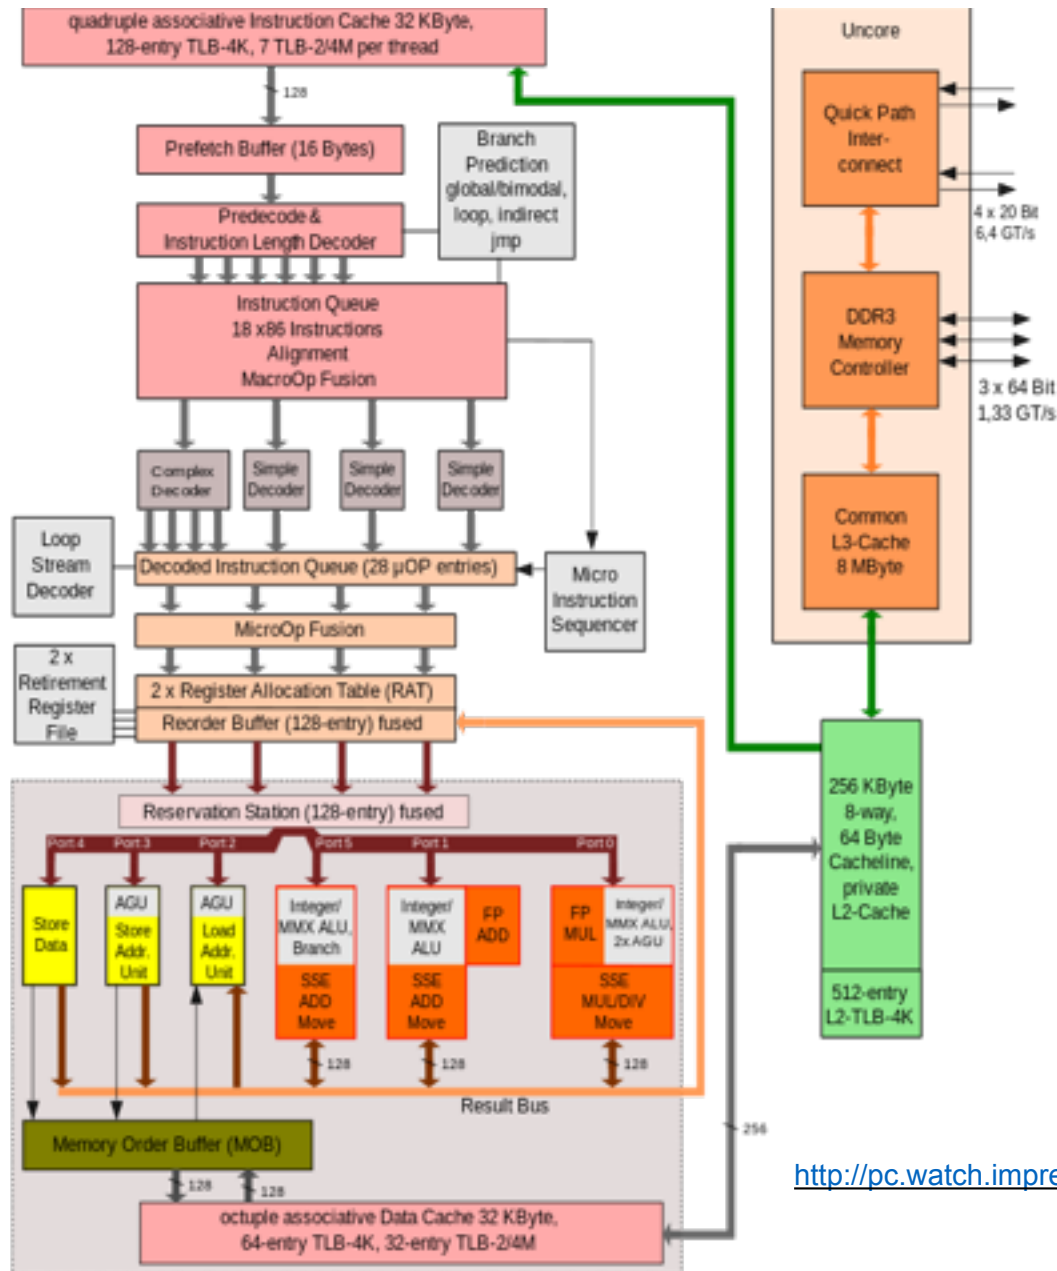 quadruple associative Instruction Cache 32 KByte,
128-entry TLB-4K, 7 TLB-2/4M per thread
128
Prefetch Buffer (16 Bytes)
Predecode &
Instruction Length Decoder
Branch
Prediction
global/bimodal,
loop, indirect
jmp
Instruction Queue
18 x86 Instructions
Alignment
MacroOp Fusion
Complex
Decoder
Simple
Decoder
Simple
Decoder
Simple
Decoder
Loop
Stream
Decoder
Decoded Instruction Queue (28 µOP entries)
Micro
Instruction
Sequencer
MicroOp Fusion
2 x
Retirement
Register
File
2 x Register Allocation Table (RAT)
Reorder Buffer (128-entry) fused
Reservation Station (128-entry) fused
Port 4
Port 3
Port 2
Port 5
Port 1
Port 0
Store
Data
AGU
Store
Addr.
Unit
AGU
Load
Addr.
Unit
Integer/
MMX ALU,
Branch
SSE
ADD
Move
Integer/
MMX
ALU
FP
ADD
SSE
ADD
Move
FP
MUL
Integer/
MMX ALU,
2x AGU
SSE
MUL/DIV
Move
128
128
128
Result Bus
Memory Order Buffer (MOB)
128
128
octuple associative Data Cache 32 KByte,
64-entry TLB-4K, 32-entry TLB-2/4M
256
Uncore
Quick Path
Inter-
connect
4 x 20 Bit
6,4 GT/s
DDR3
Memory
Controller
3 x 64 Bit
1,33 GT/s
Common
L3-Cache
8 MByte
256 KByte
8-way,
64 Byte
Cacheline,
private
L2-Cache
512-entry
L2-TLB-4K
http://pc.watch.impre